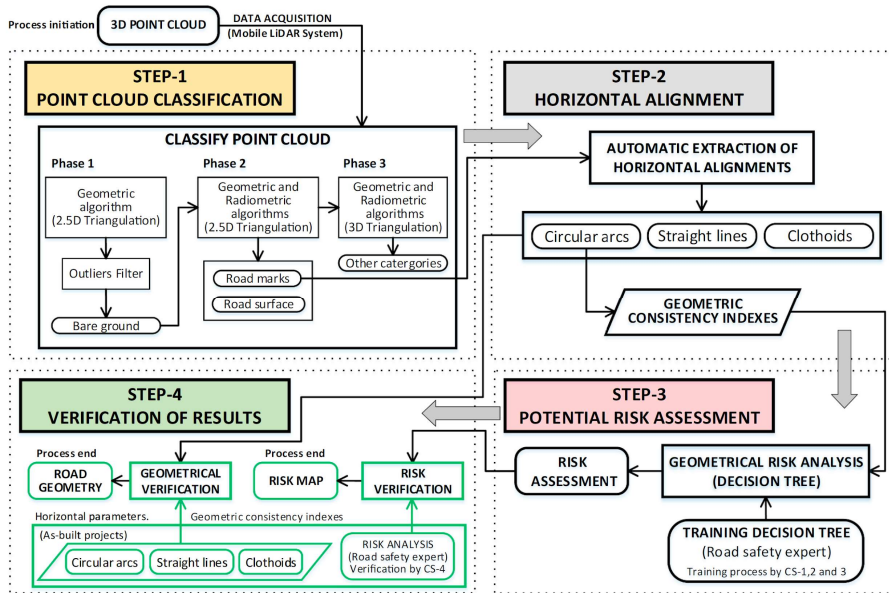 Process initiation
3D POINT CLOUD
DATA ACQUISITION
(Mobile LiDAR System)
STEP-1
POINT CLOUD CLASSIFICATION
CLASSIFY POINT CLOUD
Phase 1
Phase 2
Phase 3
Geometric
algorithm
(2.5D Triangulation)
Geometric and
Radiometric
algorithms
(2.5D Triangulation)
Geometric and
Radiometric
algorithms
(3D Triangulation)
Outliers Filter
Bare ground
Road marks
Road surface
Other catergories
STEP-2
HORIZONTAL ALIGNMENT
AUTOMATIC EXTRACTION OF
HORIZONTAL ALIGNMENTS
Circular arcs
Straight lines
Clothoids
GEOMETRIC
CONSISTENCY INDEXES
STEP-4
VERIFICATION OF RESULTS
Process end
ROAD
GEOMETRY
GEOMETRICAL
VERIFICATION
Process end
RISK MAP
RISK
VERIFICATION
Horizontal parameters.
Geometric consistency indexes
(As-built projects)
Circular arcs
Straight lines
Clothoids
RISK ANALYSIS
(Road safety expert)
Verification by CS-4
STEP-3
POTENTIAL RISK ASSESSMENT
RISK
ASSESSMENT
GEOMETRICAL RISK ANALYSIS
(DECISION TREE)
TRAINING DECISION TREE
(Road safety expert)
Training process by CS-1,2 and 3